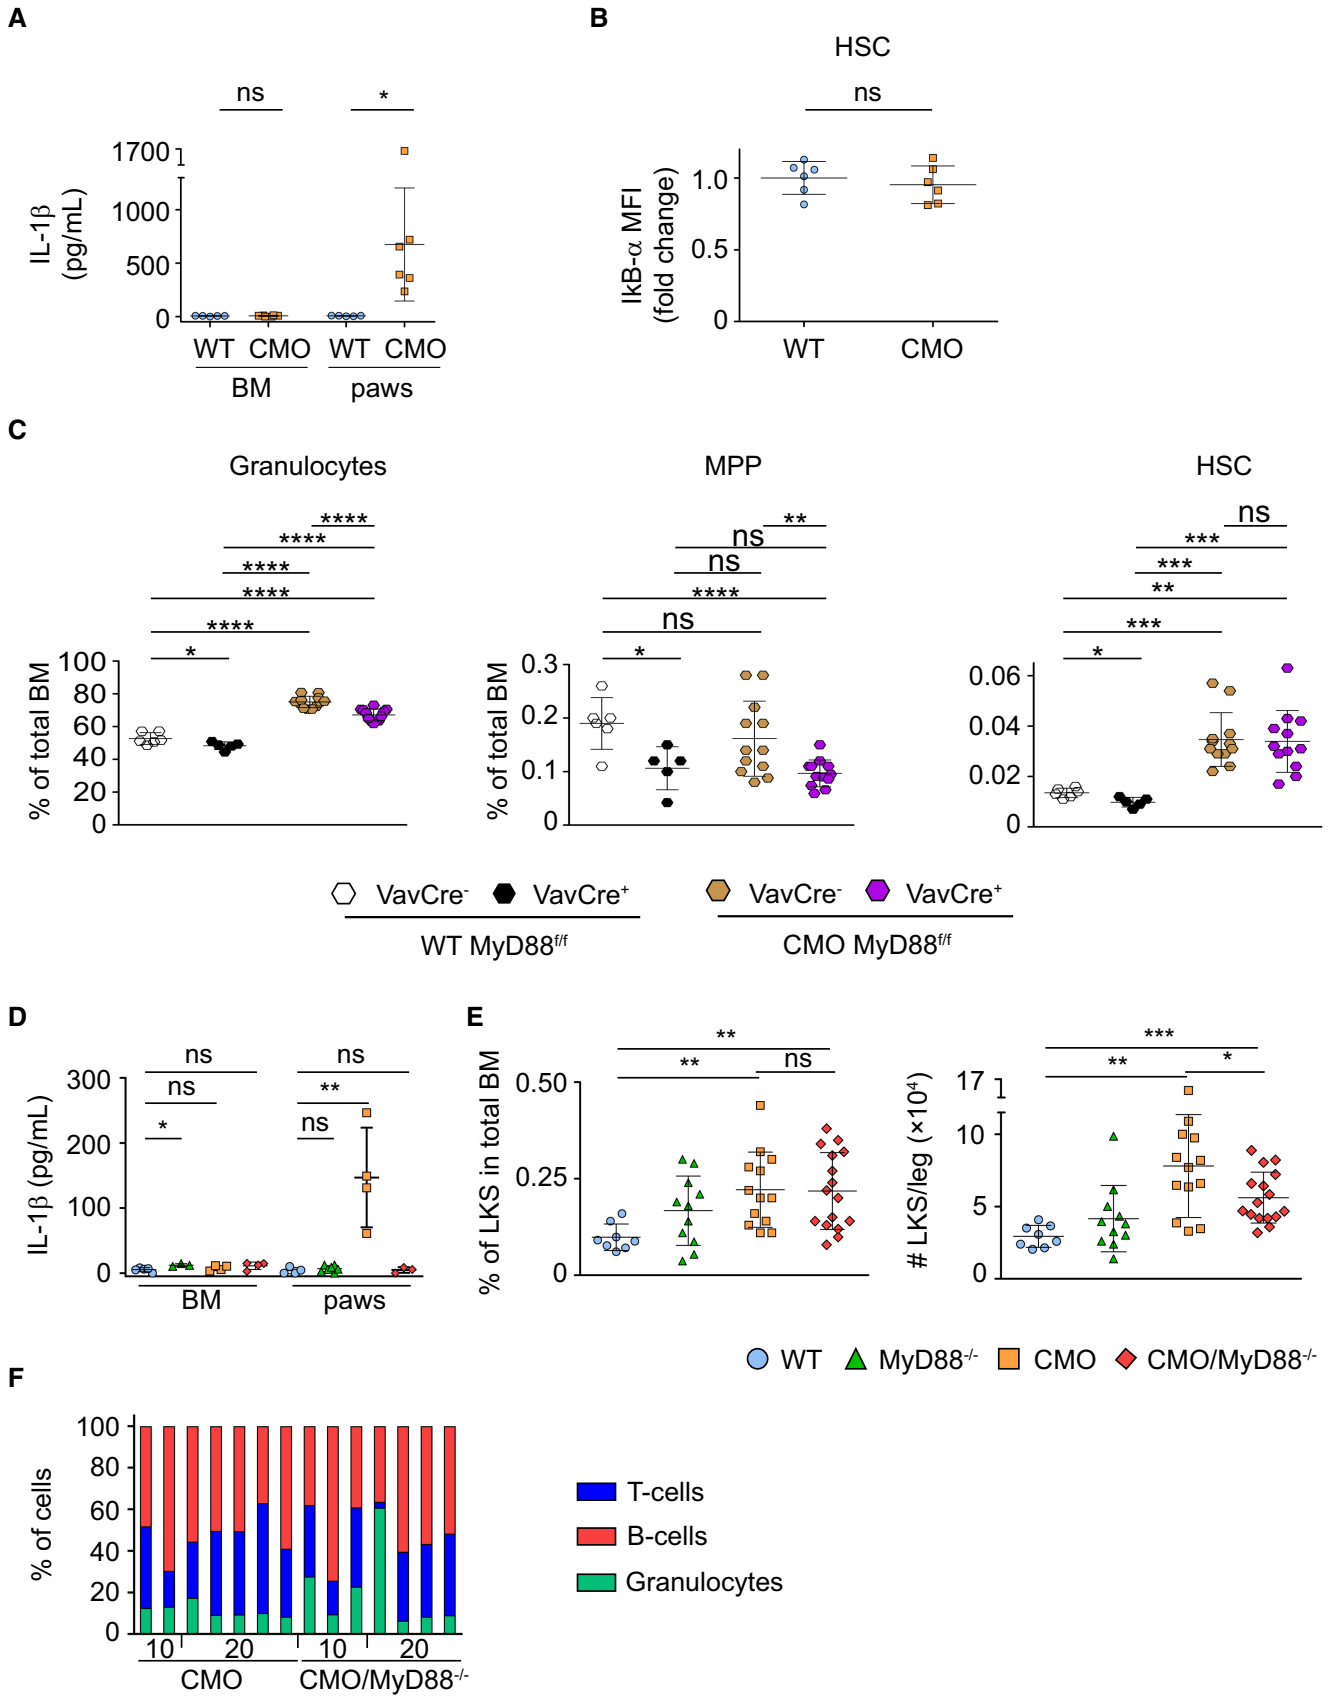 A
ns
*
IL-1β
(pg/mL)
1700
1000
500
0
WT CMO WT CMO
BM paws
B
HSC
ns
IkB-α MFI
(fold change)
1.0
0.5
0
WT CMO
C
Granulocytes
****
****
****
****
****
*
% of total BM
100
80
60
40
20
0
MPP
**
ns
ns
****
ns
*
% of total BM
0.3
0.2
0.1
0
HSC
ns
***
***
**
***
*
0.06
0.04
0.02
0
VavCre- VavCre+ VavCre- VavCre+
WT MyD88f/f CMO MyD88f/f
D
ns ns
ns **
* ns
IL-1β (pg/mL)
300
200
100
0
BM paws
E
**
** ns
% of LKS in total BM
0.50
0.25
0
***
** *
# LKS/leg (×10⁴)
17
10
5
0
WT MyD88-/- CMO CMO/MyD88-/-
F
% of cells
100
80
60
40
20
0
10 20 10 20
CMO CMO/MyD88-/-
T-cells
B-cells
Granulocytes